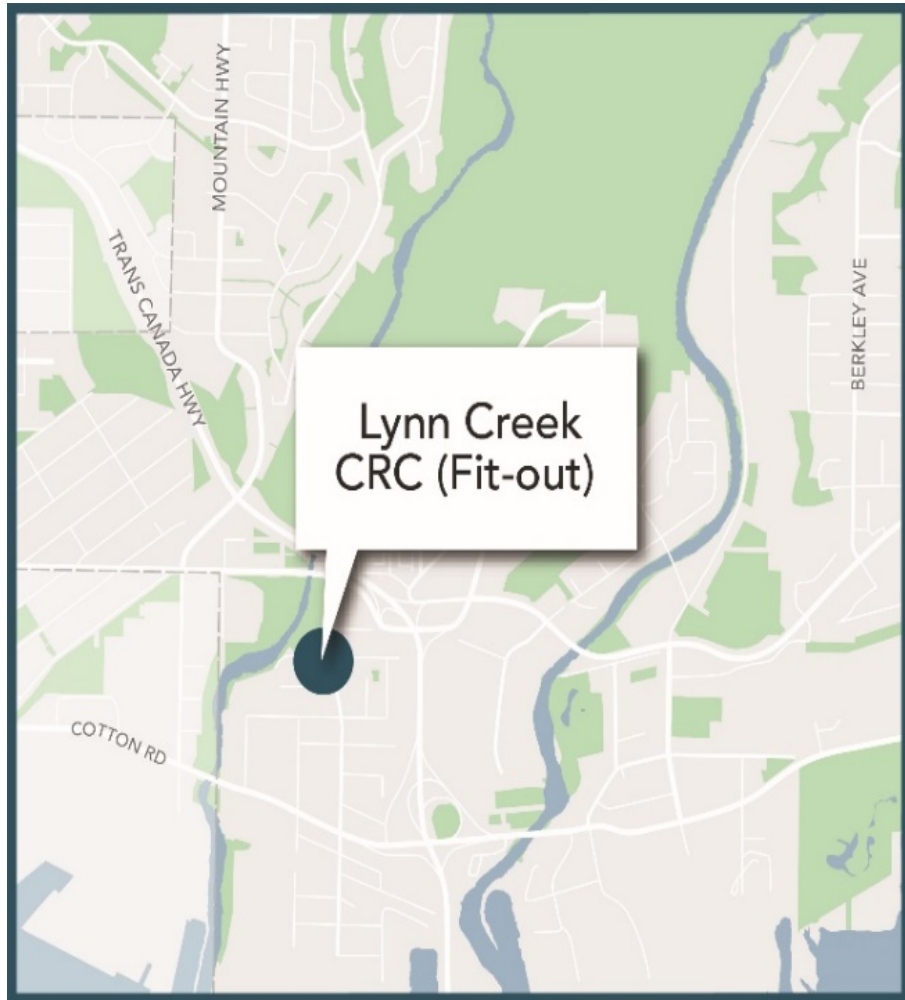 MOUNTAIN HWY
TRANS CANADA HWY
BERKLEY AVE
Lynn Creek
CRC (Fit-out)
COTTON RD